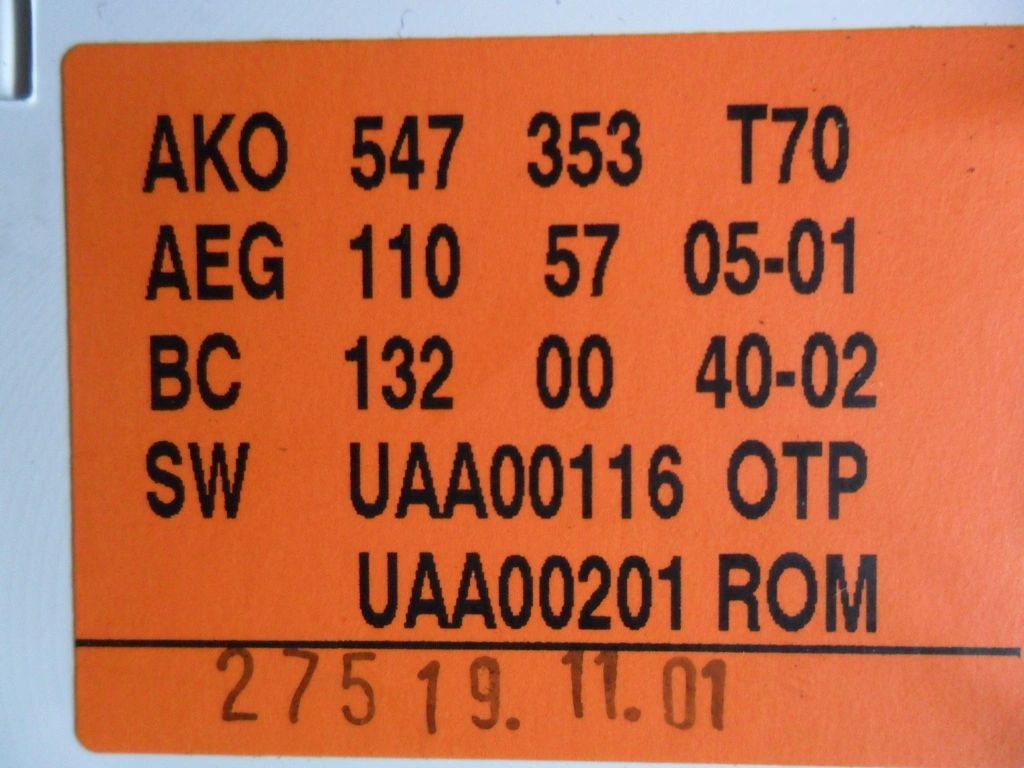 AKO 547 353 T70
AEG 110 57 05-01
BC 132 00 40-02
SW UAA00116 OTP
UAA00201 ROM
275 19. 11. 01